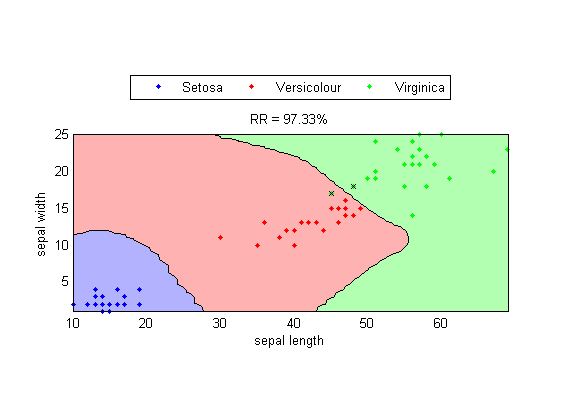 Setosa Versicolour Virginica
RR = 97.33%
25
20
15
10
5
sepal width
10 20 30 40 50 60
sepal length